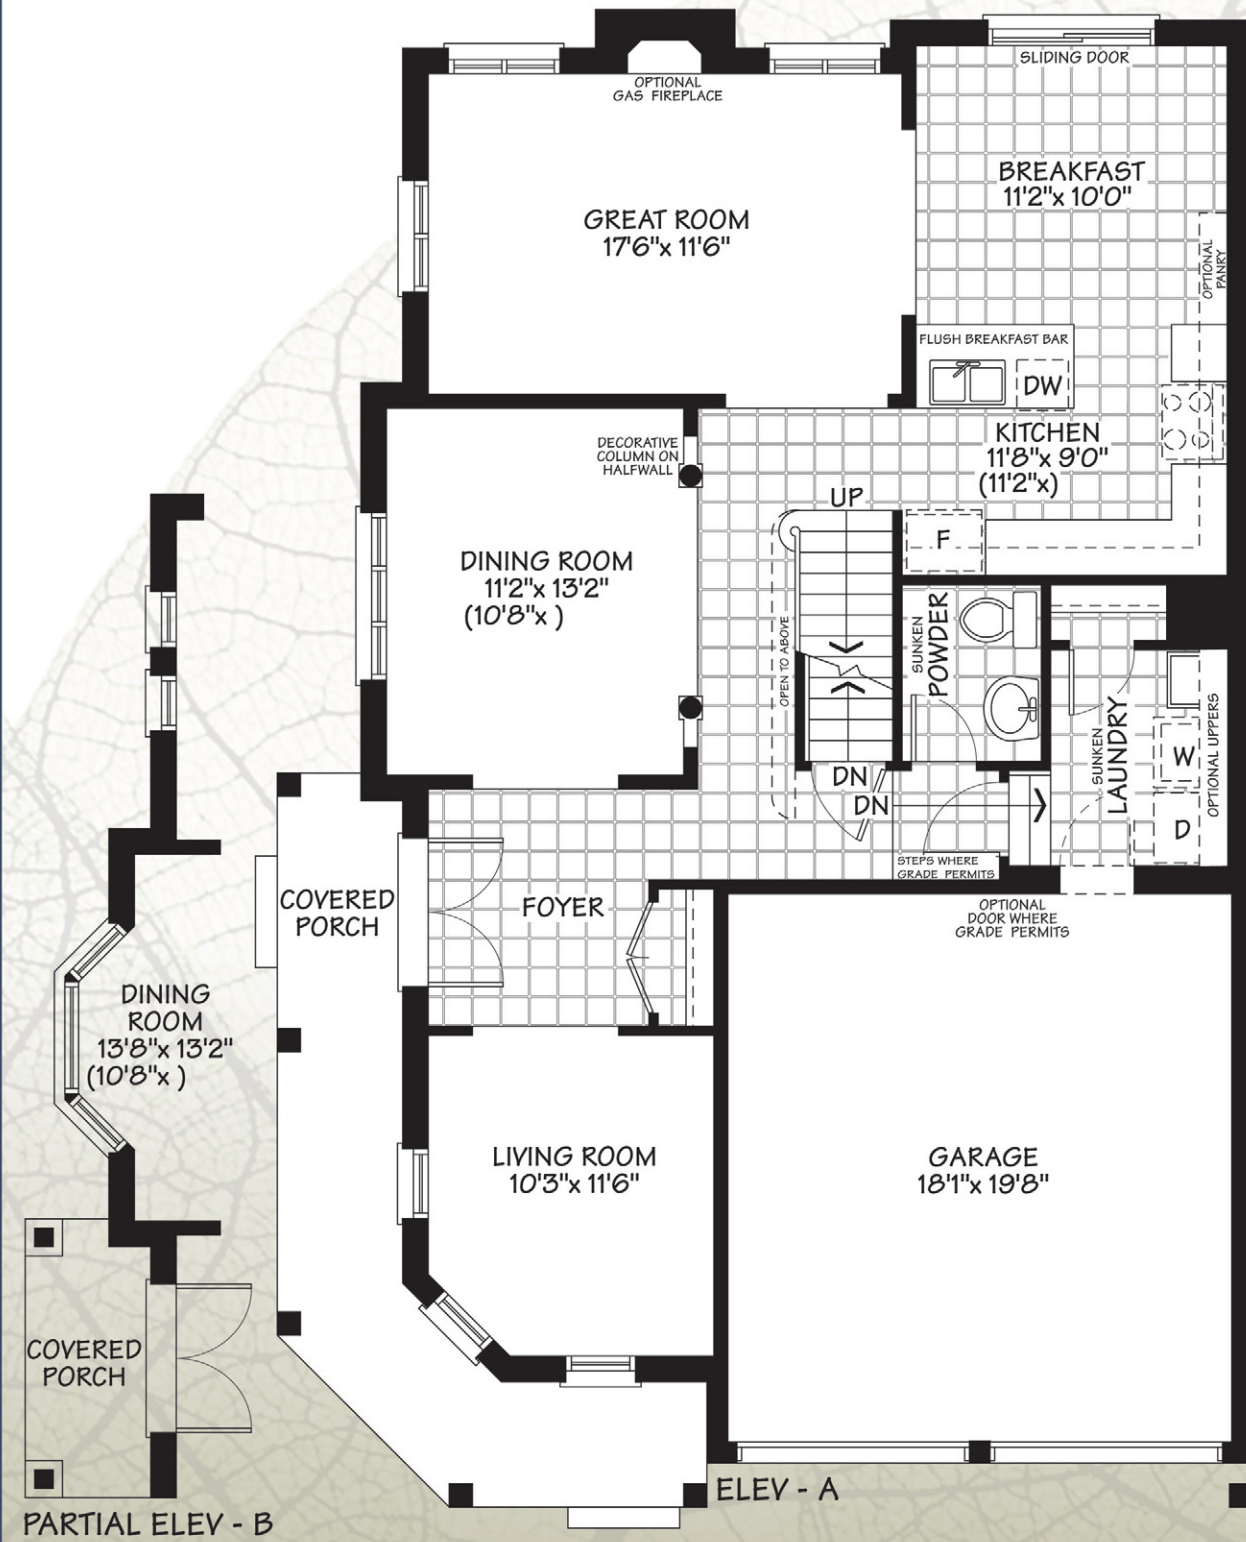 SLIDING DOOR
OPTIONAL
GAS FIREPLACE
BREAKFAST
11'2"x 10'0"
GREAT ROOM
17'6"x 11'6"
OPTIONAL
PANRY
FLUSH BREAKFAST BAR
DW
KITCHEN
11'8"x 9'0"
(11'2"x)
DECORATIVE
COLUMN ON
HALFWALL
UP
F
DINING ROOM
11'2"x 13'2"
(10'8"x )
OPEN TO ABOVE
SUNKEN
POWDER
SUNKEN
LAUNDRY
W
D
OPTIONAL UPPERS
DN
DN
STEPS WHERE
GRADE PERMITS
COVERED
PORCH
FOYER
OPTIONAL
DOOR WHERE
GRADE PERMITS
DINING
ROOM
13'8"x 13'2"
(10'8"x )
LIVING ROOM
10'3"x 11'6"
GARAGE
18'1"x 19'8"
COVERED
PORCH
ELEV - A
PARTIAL ELEV - B